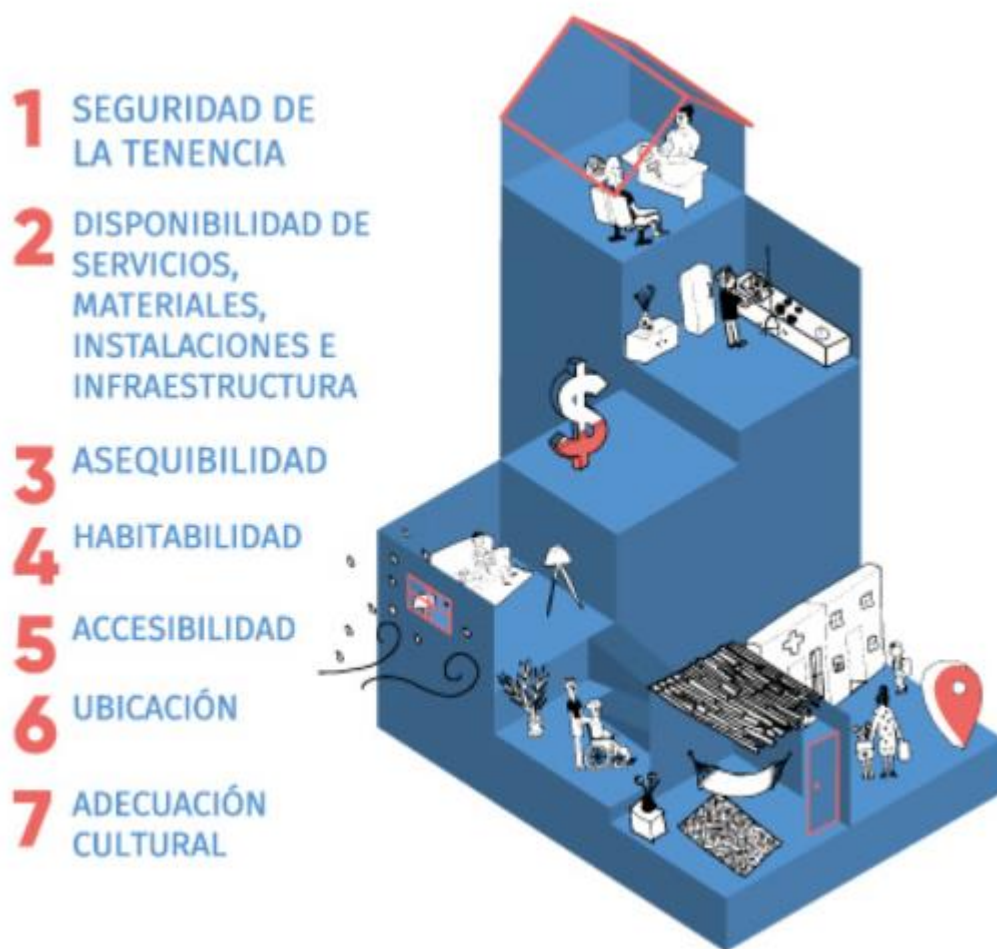 1 SEGURIDAD DE
LA TENENCIA
2 DISPONIBILIDAD DE
SERVICIOS,
MATERIALES,
INSTALACIONES E
INFRAESTRUCTURA
3 ASEQUIBILIDAD
4 HABITABILIDAD
5 ACCESIBILIDAD
6 UBICACIÓN
7 ADECUACIÓN
CULTURAL